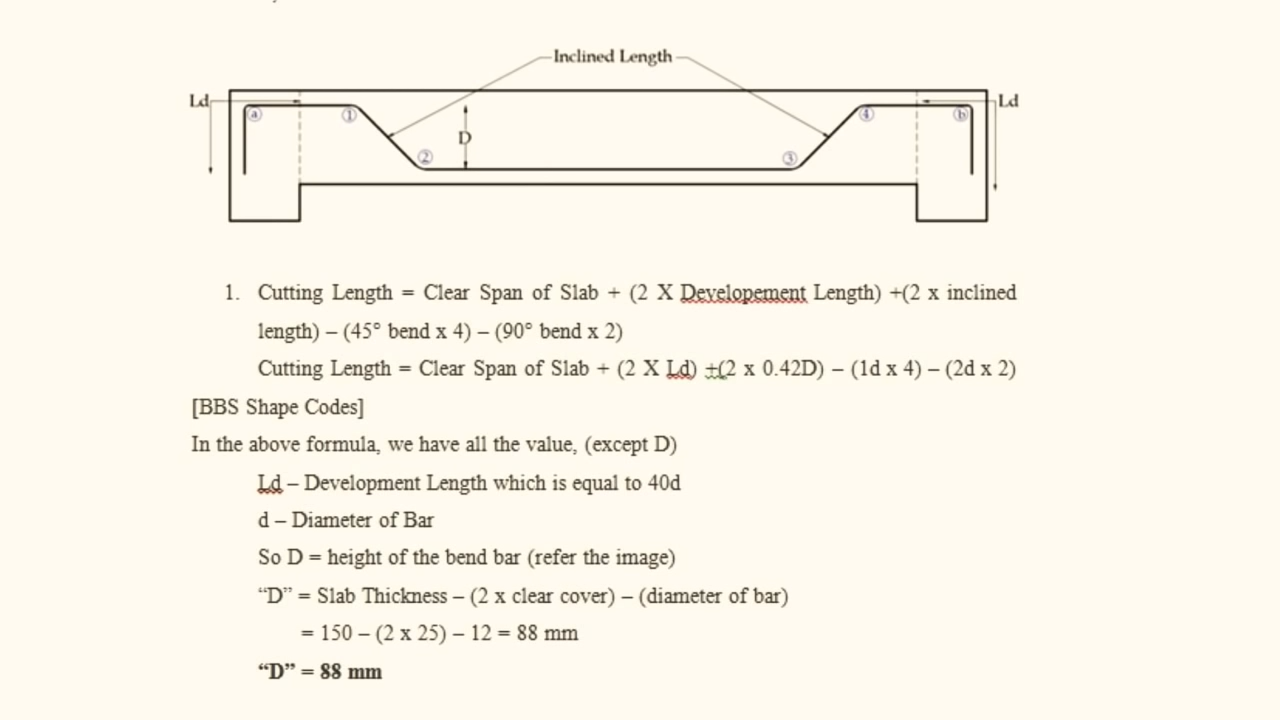 Inclined Length
Ld
Ld
a
1
4
b
D
2
3
1. Cutting Length = Clear Span of Slab + (2 X Developement Length) +(2 x inclined
length) – (45° bend x 4) – (90° bend x 2)
Cutting Length = Clear Span of Slab + (2 X Ld) +(2 x 0.42D) – (1d x 4) – (2d x 2)
[BBS Shape Codes]
In the above formula, we have all the value, (except D)
Ld – Development Length which is equal to 40d
d – Diameter of Bar
So D = height of the bend bar (refer the image)
“D” = Slab Thickness – (2 x clear cover) – (diameter of bar)
= 150 – (2 x 25) – 12 = 88 mm
“D” = 88 mm